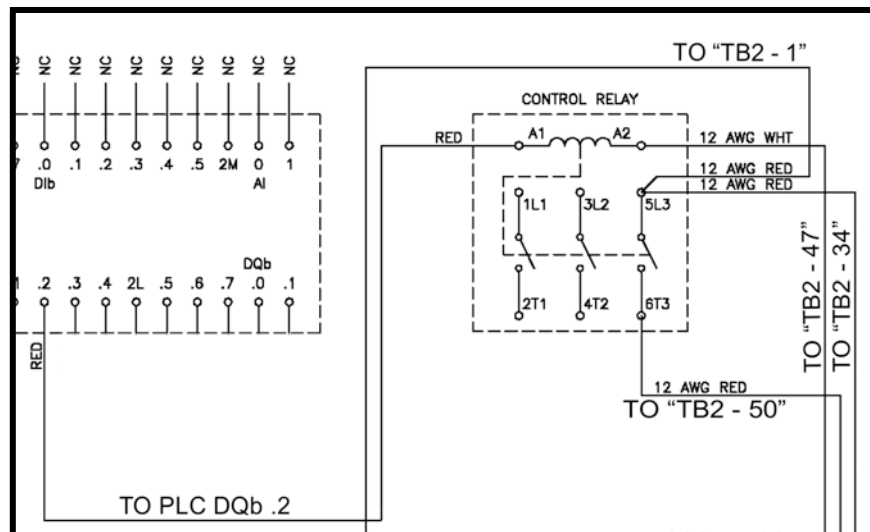 TO “TB2 - 1”
NC NC NC NC NC NC NC NC NC NC
CONTROL RELAY
RED A1 A2 12 AWG WHT
.0 .1 .2 .3 .4 .5 2M 0 1
DIb AI
12 AWG RED
12 AWG RED
1L1 3L2 5L3
DQb
.2 .3 .4 2L .5 .6 .7 .0 .1
2T1 4T2 6T3
RED
TO “TB2 - 47”
TO “TB2 - 34”
12 AWG RED
TO “TB2 - 50”
TO PLC DQb .2